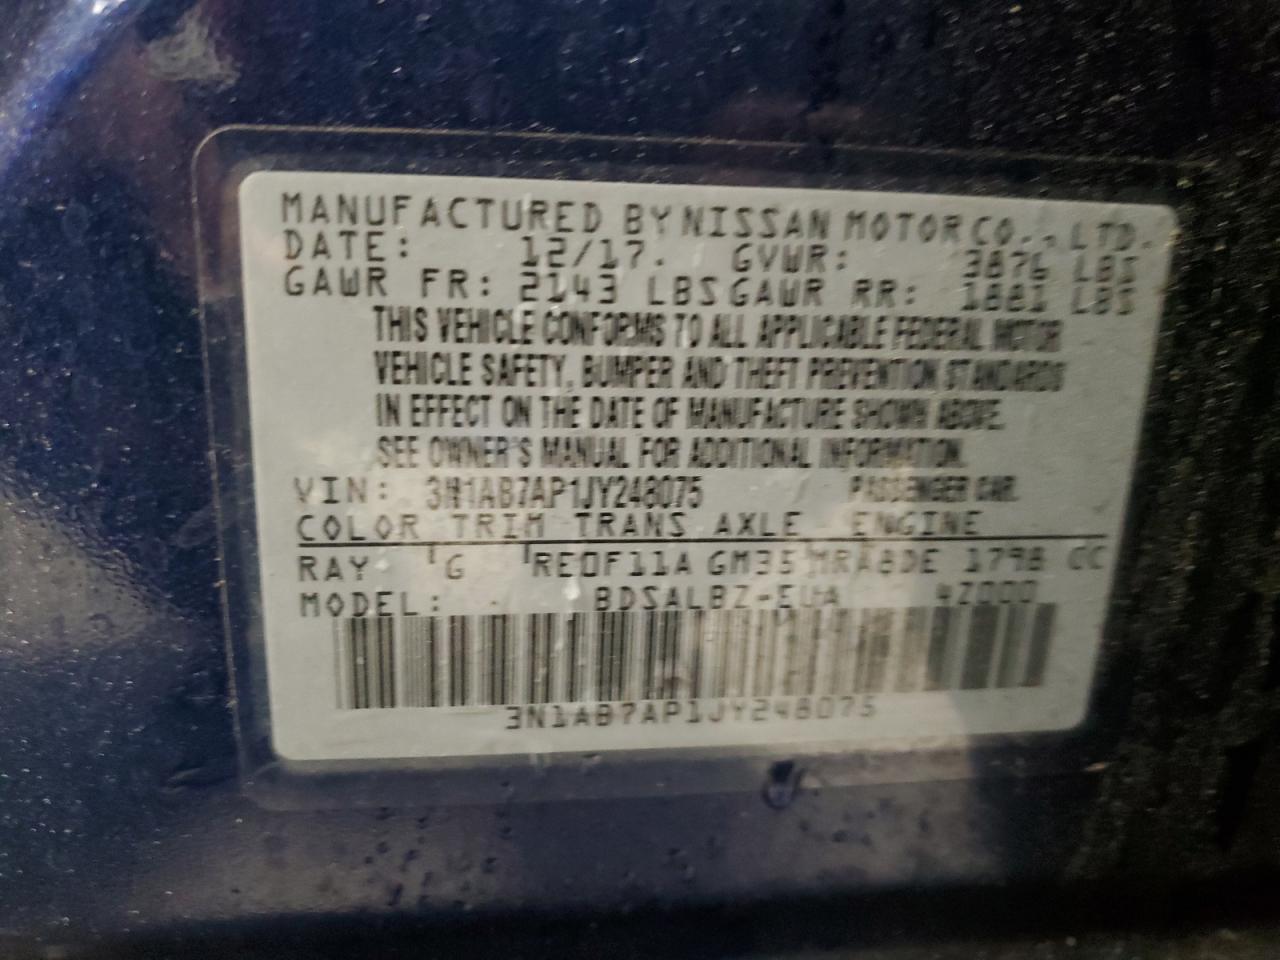 MANUFACTURED BY NISSAN MOTOR CO., LTD.
DATE: 12/17. GVWR: 3876 LBS
GAWR FR: 2143 LBS GAWR RR: 1881 LBS
THIS VEHICLE CONFORMS TO ALL APPLICABLE FEDERAL MOTOR
VEHICLE SAFETY, BUMPER AND THEFT PREVENTION STANDARDS
IN EFFECT ON THE DATE OF MANUFACTURE SHOWN ABOVE.
SEE OWNER'S MANUAL FOR ADDITIONAL INFORMATION.
VIN: 3N1AB7AP1JY248075 PASSENGER CAR.
COLOR TRIM TRANS AXLE ENGINE
RAY G RE0F11A GM35 MRA8DE 1798 CC
MODEL: BDSALBZ-EUA 4Z000
3N1AB7AP1JY248075